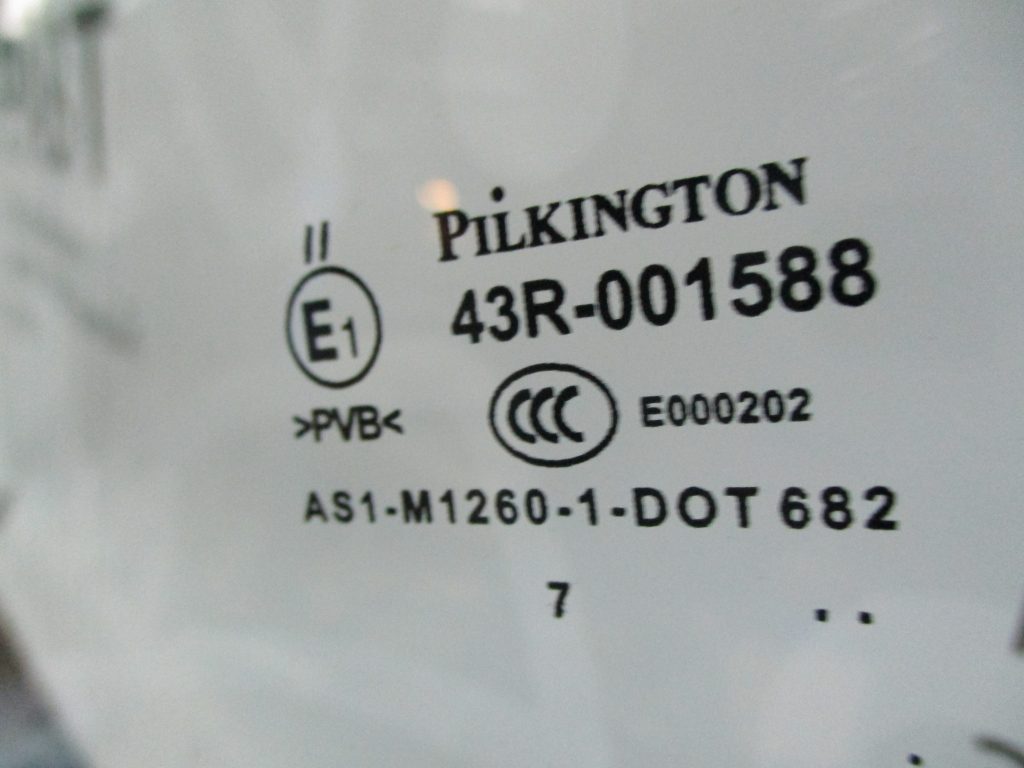 PILKINGTON
II
43R-001588
E1
CCC E000202
>PVB<
AS1-M1260-1-DOT 682
7 ..